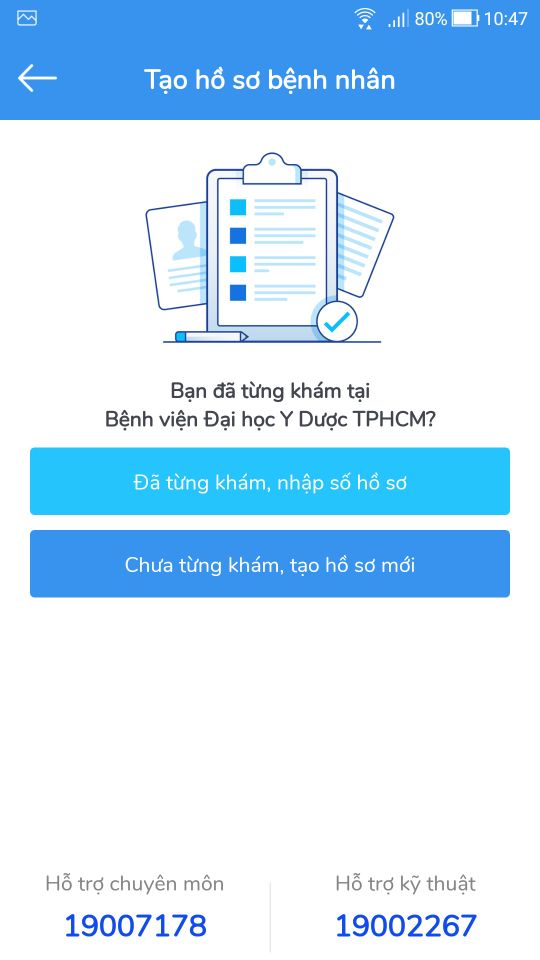 80% 10:47
Tạo hồ sơ bệnh nhân
Bạn đã từng khám tại
Bệnh viện Đại học Y Dược TPHCM?
Đã từng khám, nhập số hồ sơ
Chưa từng khám, tạo hồ sơ mới
Hỗ trợ chuyên môn
19007178
Hỗ trợ kỹ thuật
19002267